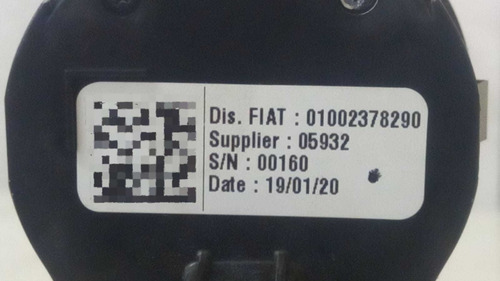 Dis. FIAT : 01002378290
Supplier : 05932
S/N : 00160
Date : 19/01/20